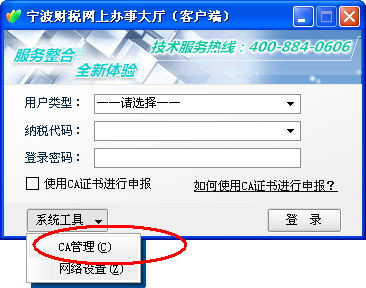 宁波财税网上办事大厅（客户端）
服务整合
全新体验
技术服务热线：400-884-0606
用户类型：
——请选择——
纳税代码：
登录密码：
使用CA证书进行申报
如何使用CA证书进行申报？
系统工具
登 录
CA管理(C)
网络设置(Z)